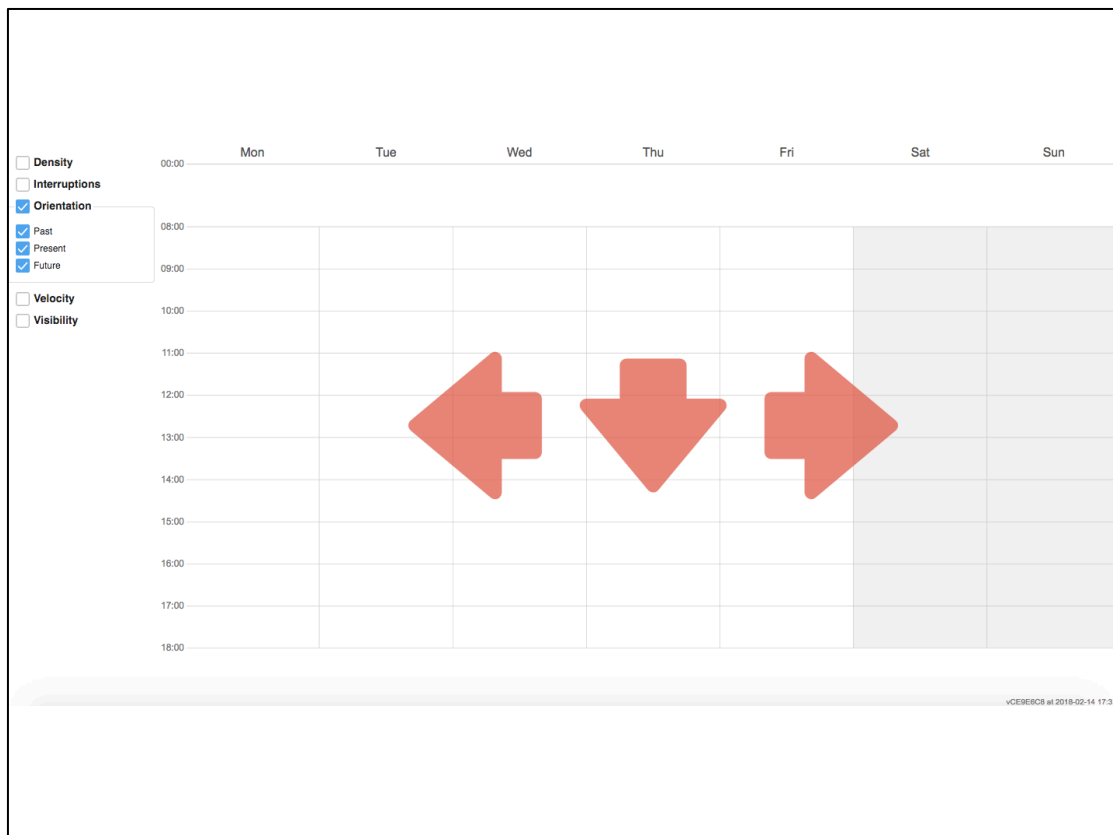 Mon Tue Wed Thu Fri Sat Sun
Density
00:00
Interruptions
Orientation
Past
08:00
Present
Future
09:00
Velocity
10:00
Visibility
11:00
12:00
13:00
14:00
15:00
16:00
17:00
18:00
at 2018-02-14 17:3